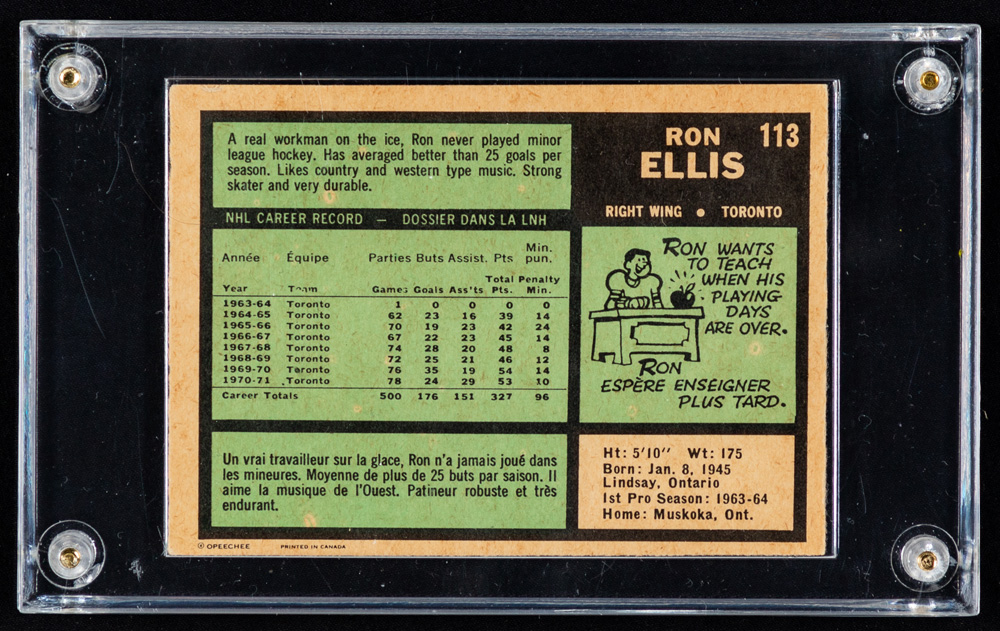 A real workman on the ice, Ron never played minor
league hockey. Has averaged better than 25 goals per
season. Likes country and western type music. Strong
skater and very durable.
RON 113
ELLIS
RIGHT WING ● TORONTO
NHL CAREER RECORD — DOSSIER DANS LA LNH
Année Équipe Parties Buts Assist. Pts Min. pun.
Year Team Games Goals Ass'ts Total Pts. Penalty Min.
1963-64 Toronto 1 0 0 0 0
1964-65 Toronto 62 23 16 39 14
1965-66 Toronto 70 19 23 42 24
1966-67 Toronto 67 22 23 45 14
1967-68 Toronto 74 28 20 48 8
1968-69 Toronto 72 25 21 46 12
1969-70 Toronto 76 35 19 54 14
1970-71 Toronto 78 24 29 53 10
Career Totals 500 176 151 327 96
RON WANTS
TO TEACH
WHEN HIS
PLAYING
DAYS
ARE OVER.
RON
ESPÈRE ENSEIGNER
PLUS TARD.
Un vrai travailleur sur la glace, Ron n'a jamais joué dans
les mineures. Moyenne de plus de 25 buts par saison. Il
aime la musique de l'Ouest. Patineur robuste et très
endurant.
Ht: 5'10" Wt: 175
Born: Jan. 8, 1945
Lindsay, Ontario
1st Pro Season: 1963-64
Home: Muskoka, Ont.
© OPEECHEE PRINTED IN CANADA